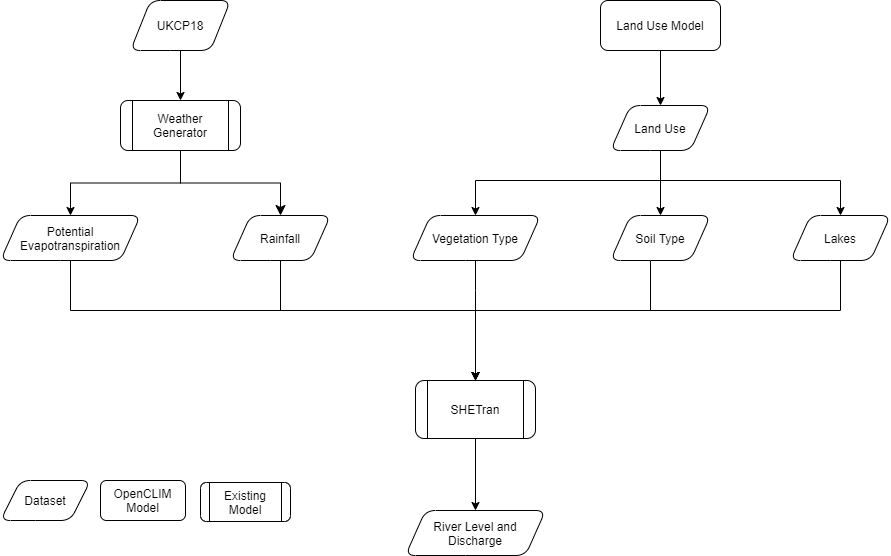 UKCP18
Land Use Model
Weather
Generator
Land Use
Potential
Evapotranspiration
Rainfall
Vegetation Type
Soil Type
Lakes
SHETran
Dataset
OpenCLIM
Model
Existing
Model
River Level and
Discharge